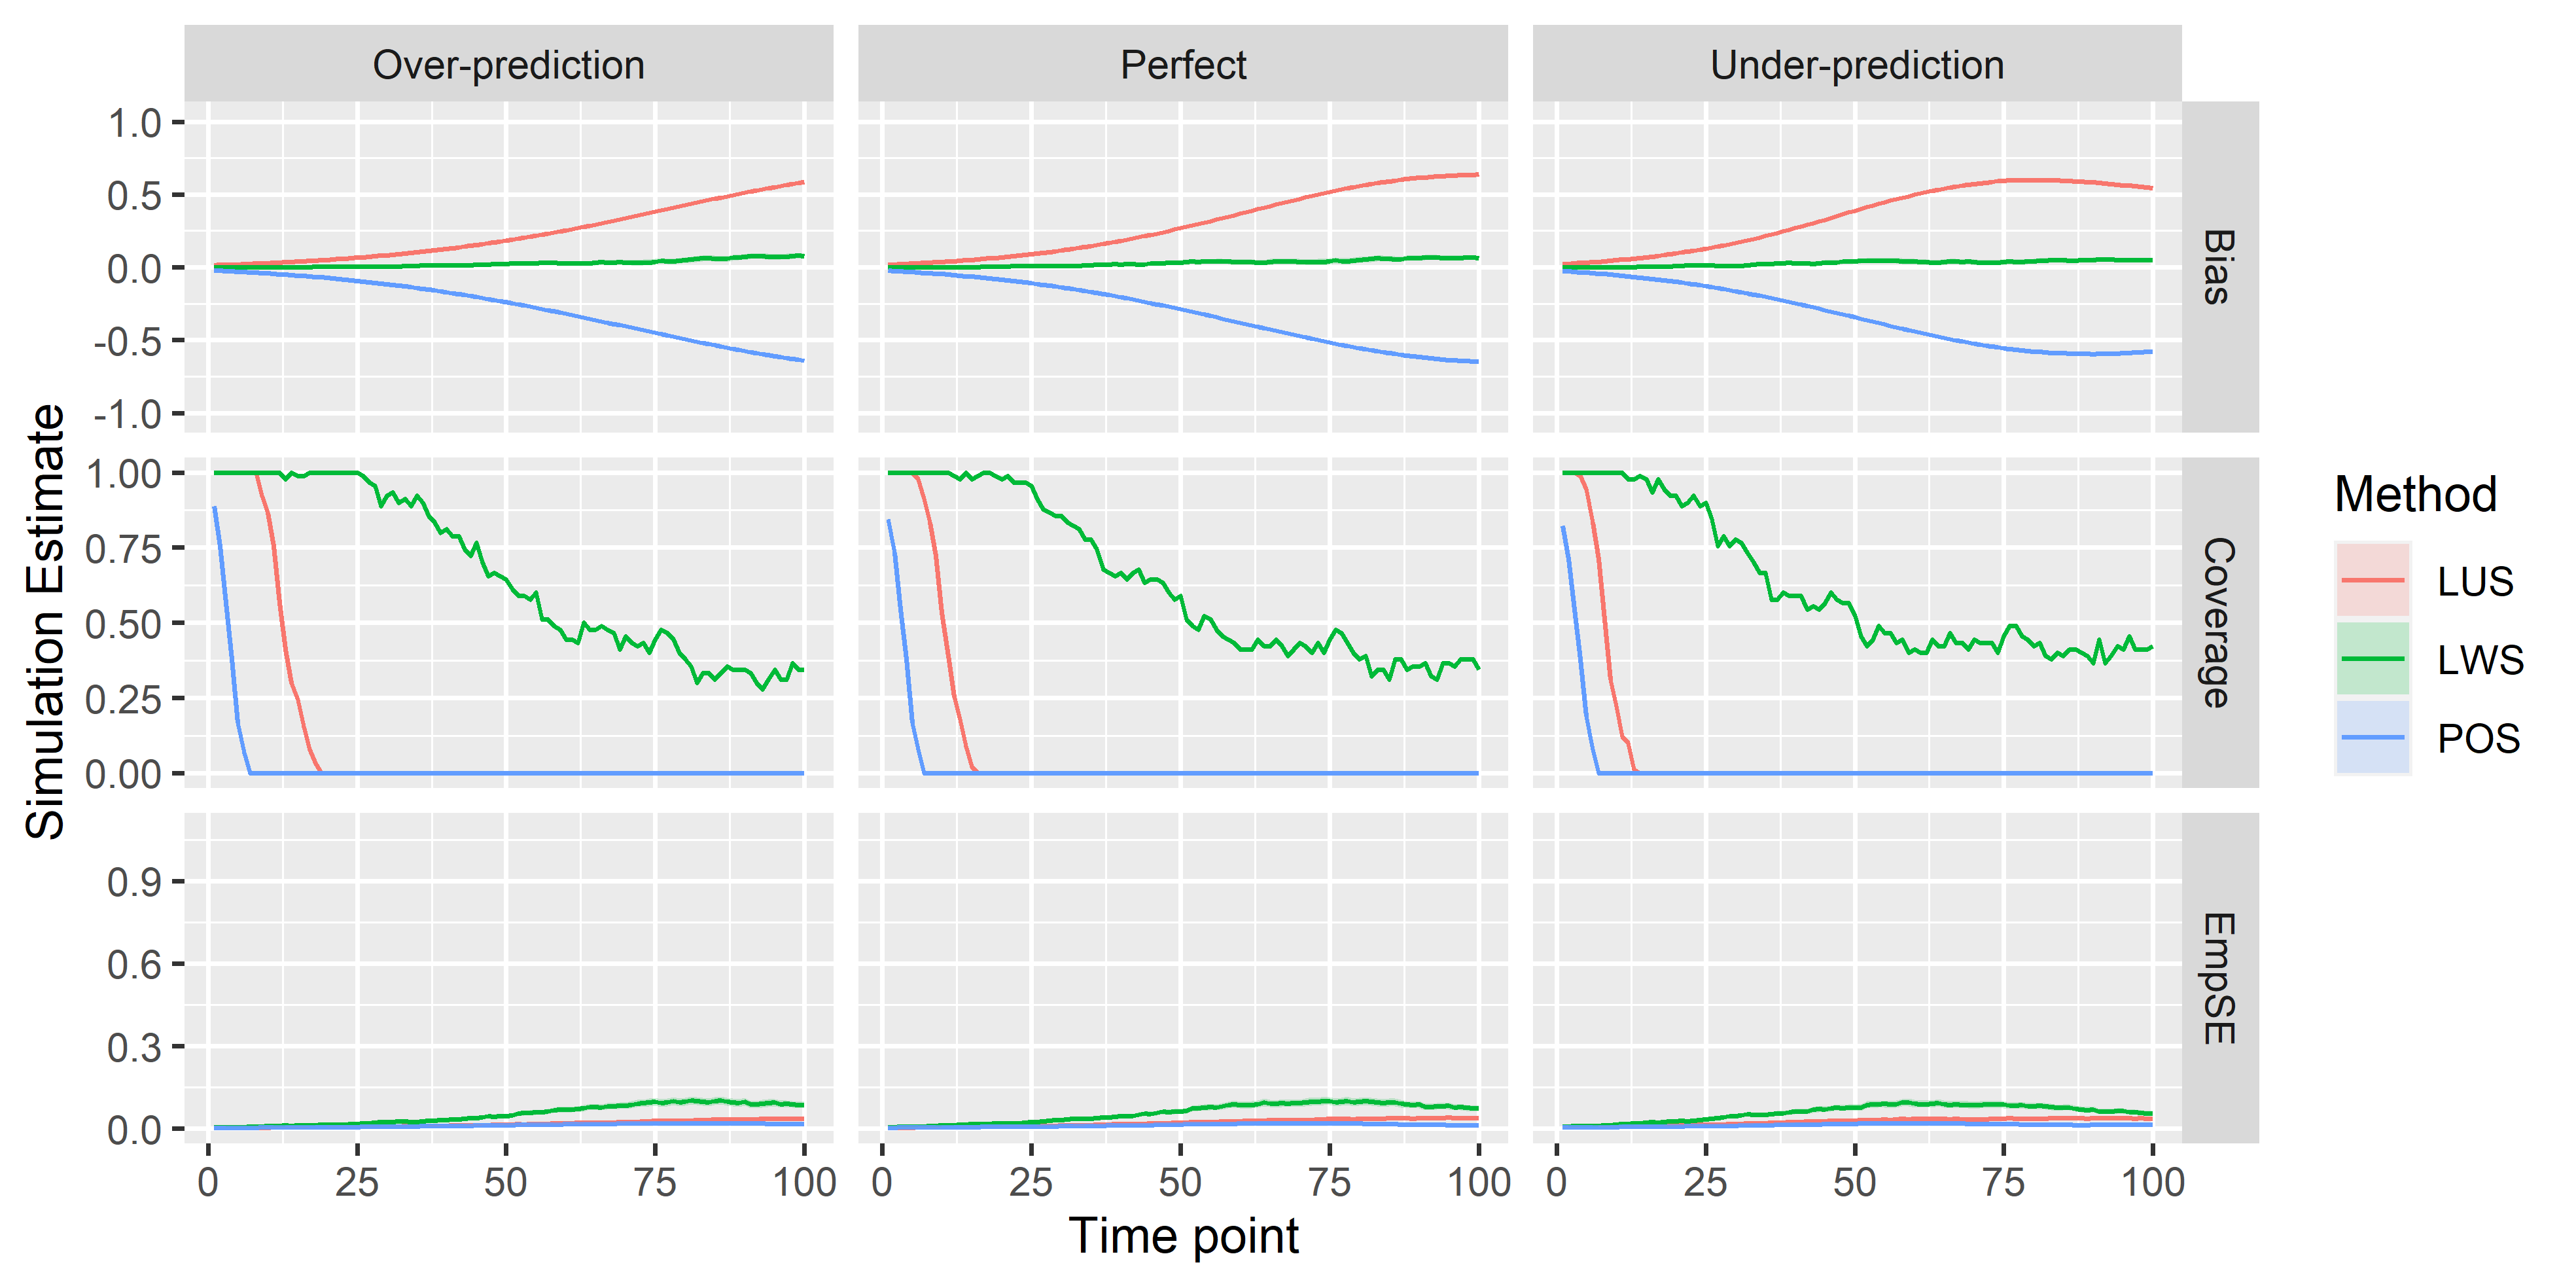 Over-prediction
Perfect
Under-prediction
1.0
0.5
0.0
-0.5
-1.0
Bias
1.00
0.75
0.50
0.25
0.00
Coverage
0.9
0.6
0.3
0.0
EmpSE
0 25 50 75 100
0 25 50 75 100
0 25 50 75 100
Time point
Simulation Estimate
Method
LUS
LWS
POS